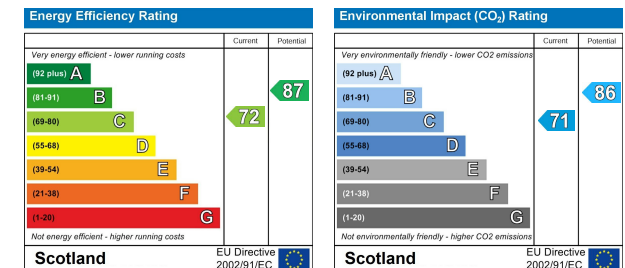 Energy Efficiency Rating
Current Potential
Very energy efficient - lower running costs
(92 plus) A
(81-91) B
(69-80) C
(55-68) D
(39-54) E
(21-38) F
(1-20) G
72
87
Not energy efficient - higher running costs
Scotland
EU Directive
2002/91/EC
Environmental Impact (CO₂) Rating
Current Potential
Very environmentally friendly - lower CO2 emissions
(92 plus) A
(81-91) B
(69-80) C
(55-68) D
(39-54) E
(21-38) F
(1-20) G
71
86
Not environmentally friendly - higher CO2 emissions
Scotland
EU Directive
2002/91/EC